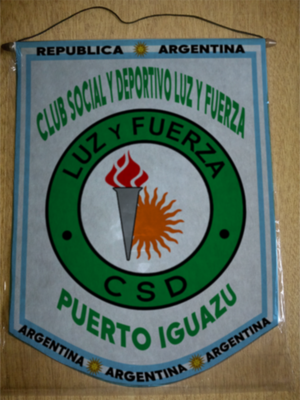 REPUBLICA ARGENTINA
CLUB SOCIAL Y DEPORTIVO LUZ Y FUERZA
LUZ Y FUERZA
CSD
PUERTO IGUAZU
ARGENTINA ARGENTINA ARGENTINA